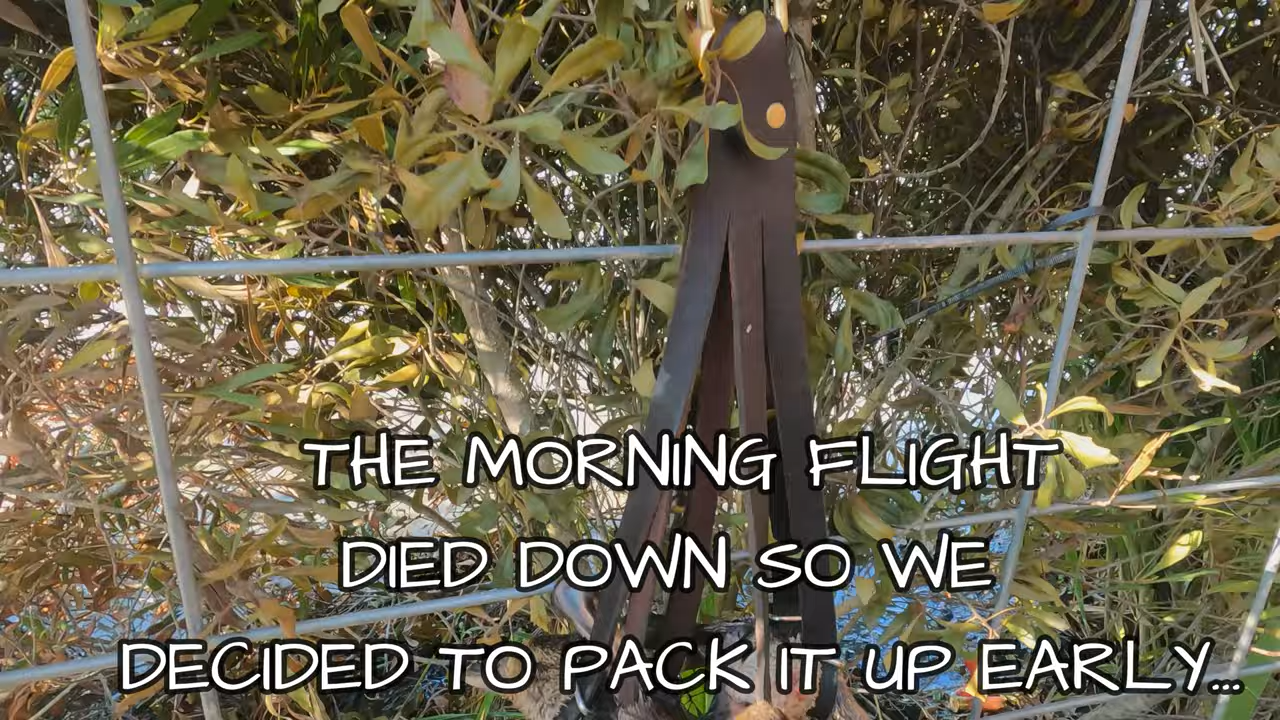 THE MORNING FLIGHT
DIED DOWN SO WE
DECIDED TO PACK IT UP EARLY...